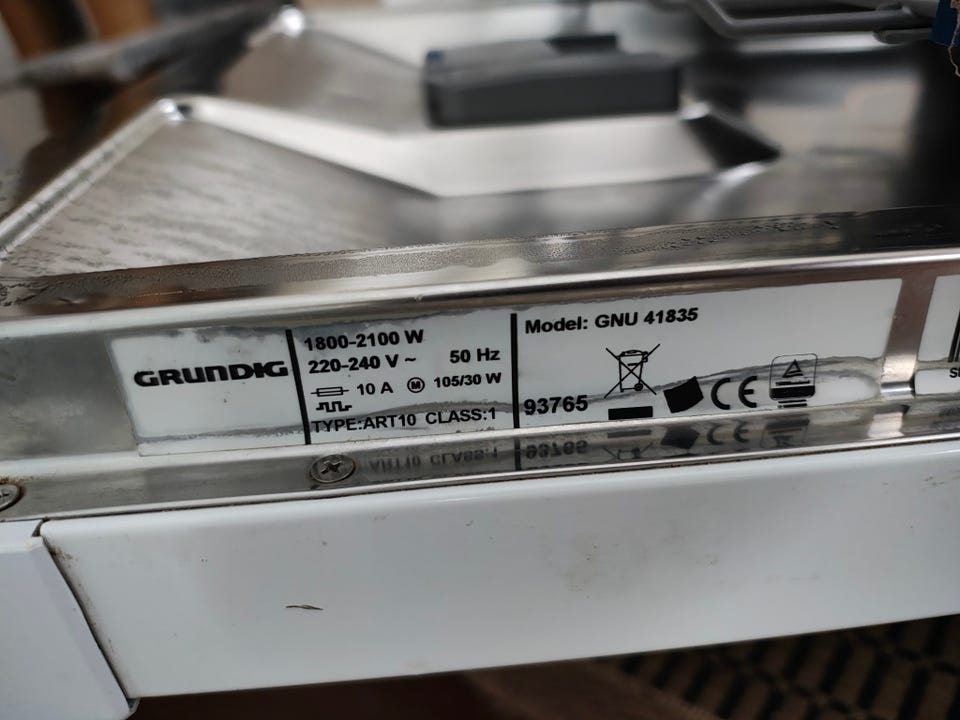 GRUNDIG
1800-2100 W
220-240 V ~ 50 Hz
10 A M 105/30 W
TYPE:ART10 CLASS:1
Model: GNU 41835
93765
CE